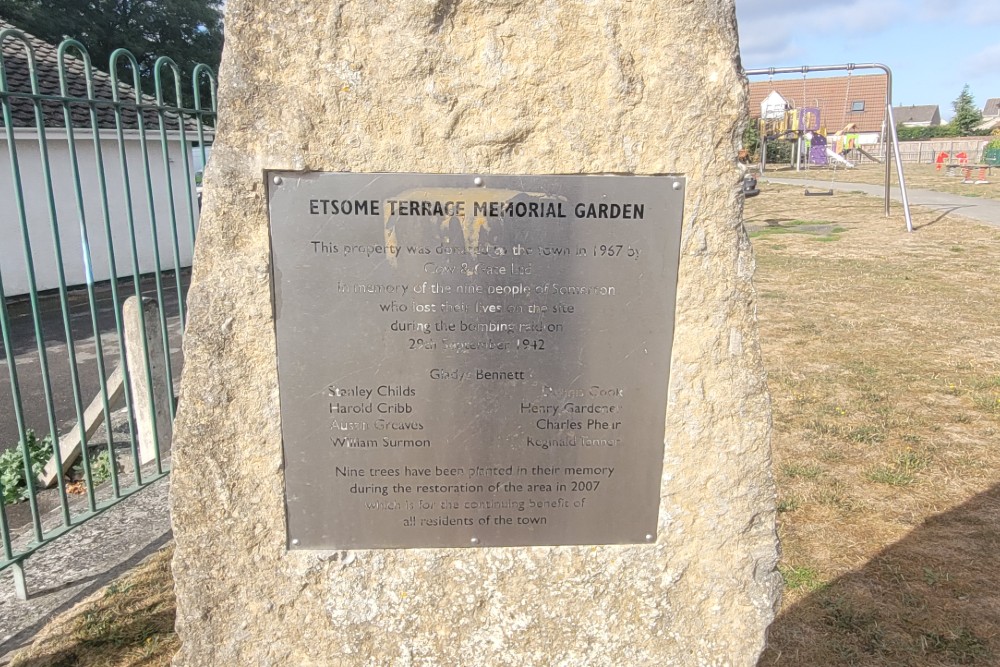 ETSOME TERRACE MEMORIAL GARDEN
This property was donated to the town in 1967 by
Cow & Gate Ltd
In memory of the nine people of Somerton
who lost their lives on the site
during the bombing raid on
29th September 1942
Gladys Bennett
Stanley Childs Dennis Cook
Harold Cribb Henry Gardener
Austin Greaves Charles
William Surmon Reginald
Nine trees have been planted in their memory
during the restoration of the area in 2007
which is for the continuing benefit of
all residents of the town